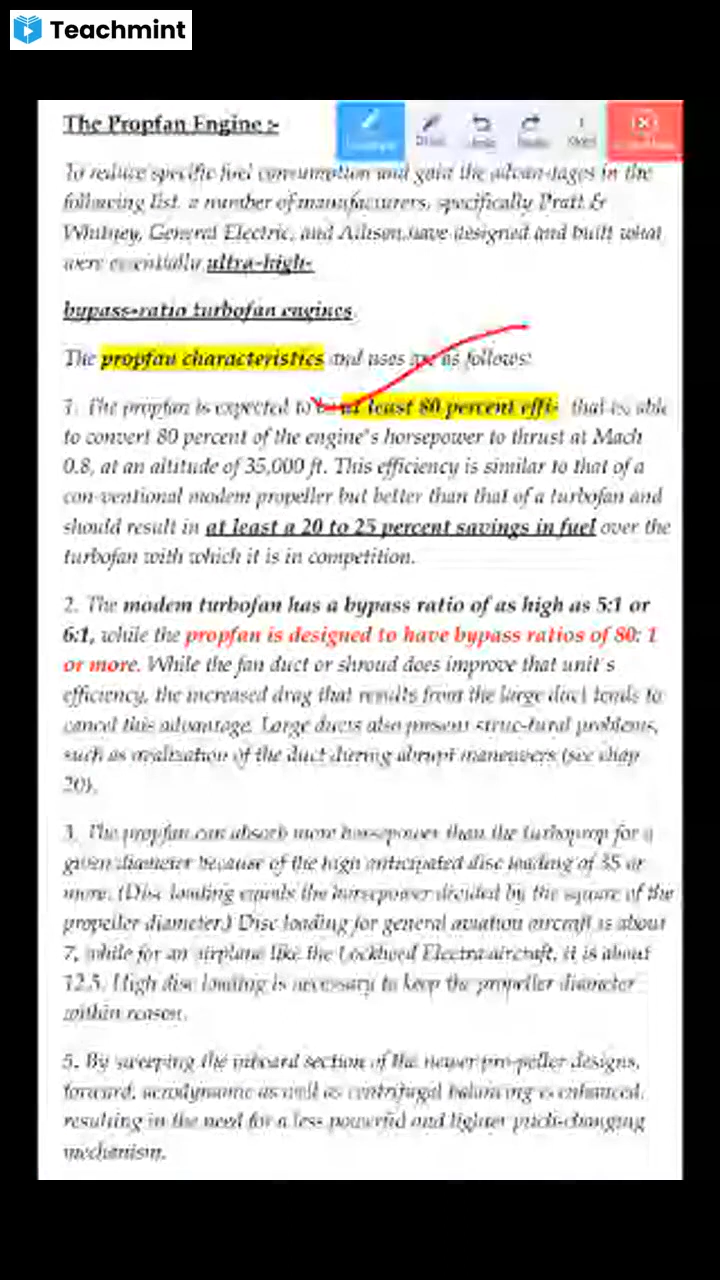 Teachmint
The Propfan Engine :-
To reduce specific fuel consumption and gain the advan-tages in the
following list, a number of manufacturers, specifically Pratt &
Whitney, General Electric, and Allison,have designed and built what
were essentially ultra-high-
bypass-ratio turbofan engines.
The propfan characteristics and uses are as follows:
1. The propfan is expected to be at least 80 percent effi- that is, able
to convert 80 percent of the engine's horsepower to thrust at Mach
0.8, at an altitude of 35,000 ft. This efficiency is similar to that of a
con-ventional modem propeller but better than that of a turbofan and
should result in at least a 20 to 25 percent savings in fuel over the
turbofan with which it is in competition.
2. The modem turbofan has a bypass ratio of as high as 5:1 or
6:1, while the propfan is designed to have bypass ratios of 80: 1
or more. While the fan duct or shroud does improve that unit's
efficiency, the increased drag that results from the large duct tends to
cancel this advantage. Large ducts also present struc-tural problems,
such as ovalization of the duct during abrupt maneuvers (see chap
20).
3. The propfan can absorb more horsepower than the turboprop for a
given diameter because of the high anticipated disc loading of 35 or
more. (Disc loading equals the horsepower divided by the square of the
propeller diameter.) Disc loading for general aviation aircraft is about
7, while for an airplane like the Lockheed Electra aircraft, it is about
12.5. High disc loading is necessary to keep the propeller diameter
within reason.
5. By sweeping the inboard section of the newer pro-peller designs,
forward, aerodynamic as well as centrifugal balancing is enhanced,
resulting in the need for a less powerful and lighter pitch-changing
mechanism.